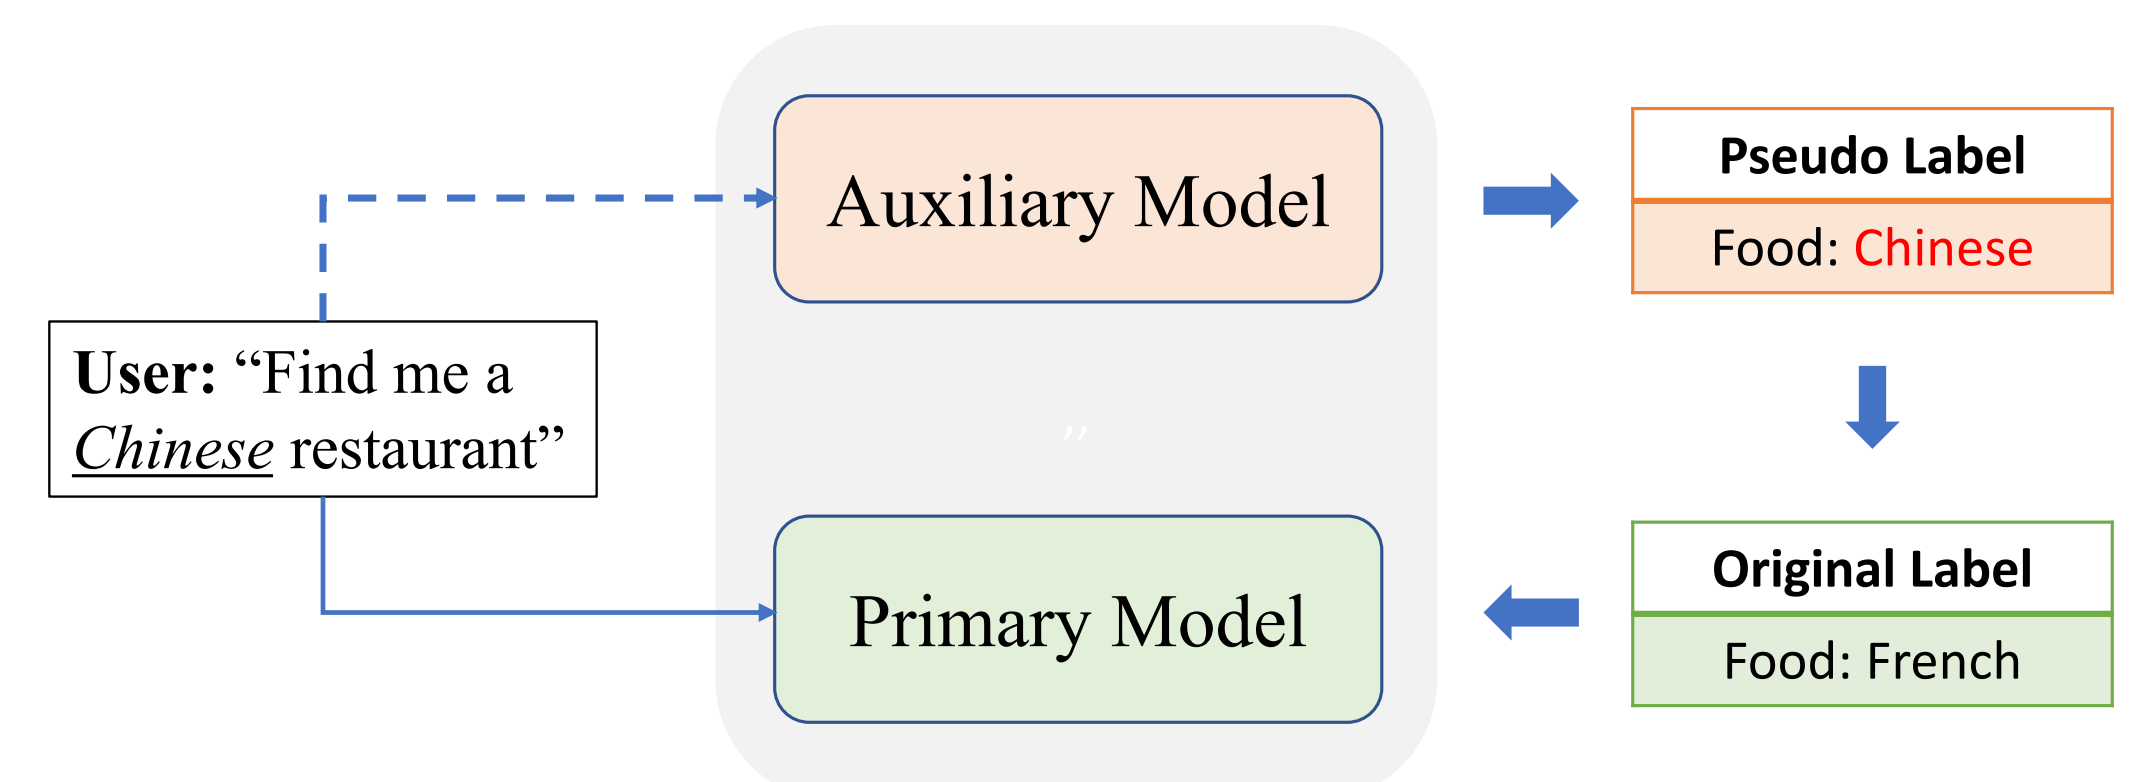 Auxiliary Model
Pseudo Label
Food: Chinese
User: “Find me a
Chinese restaurant”
”
Primary Model
Original Label
Food: French